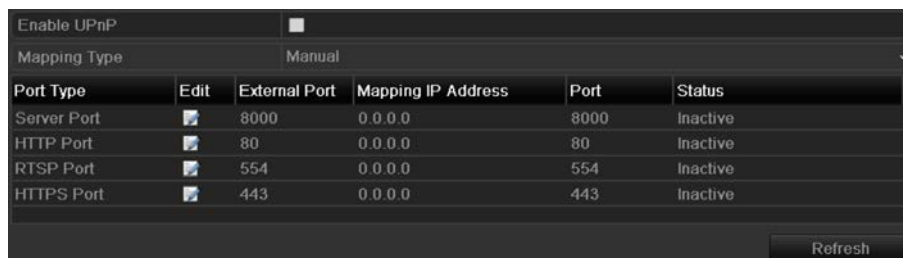 Enable UPnP
Mapping Type Manual
Port Type Edit External Port Mapping IP Address Port Status
Server Port 8000 0.0.0.0 8000 Inactive
HTTP Port 80 0.0.0.0 80 Inactive
RTSP Port 554 0.0.0.0 554 Inactive
HTTPS Port 443 0.0.0.0 443 Inactive
Refresh